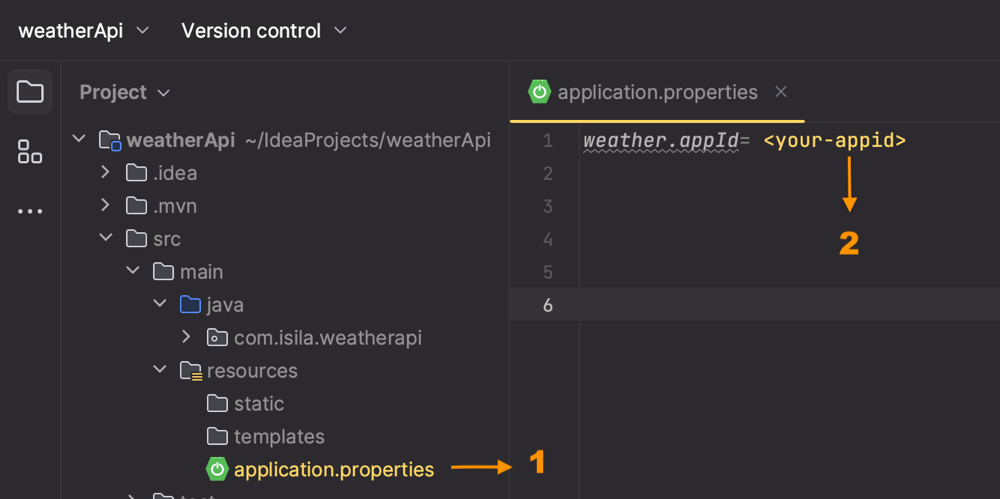 weatherApi Version control
Project
application.properties
weatherApi ~/IdeaProjects/weatherApi
.idea
.mvn
src
main
java
com.isila.weatherapi
resources
static
templates
application.properties
1
1 weather.appId= <your-appid>
2
3
4
5
6
2